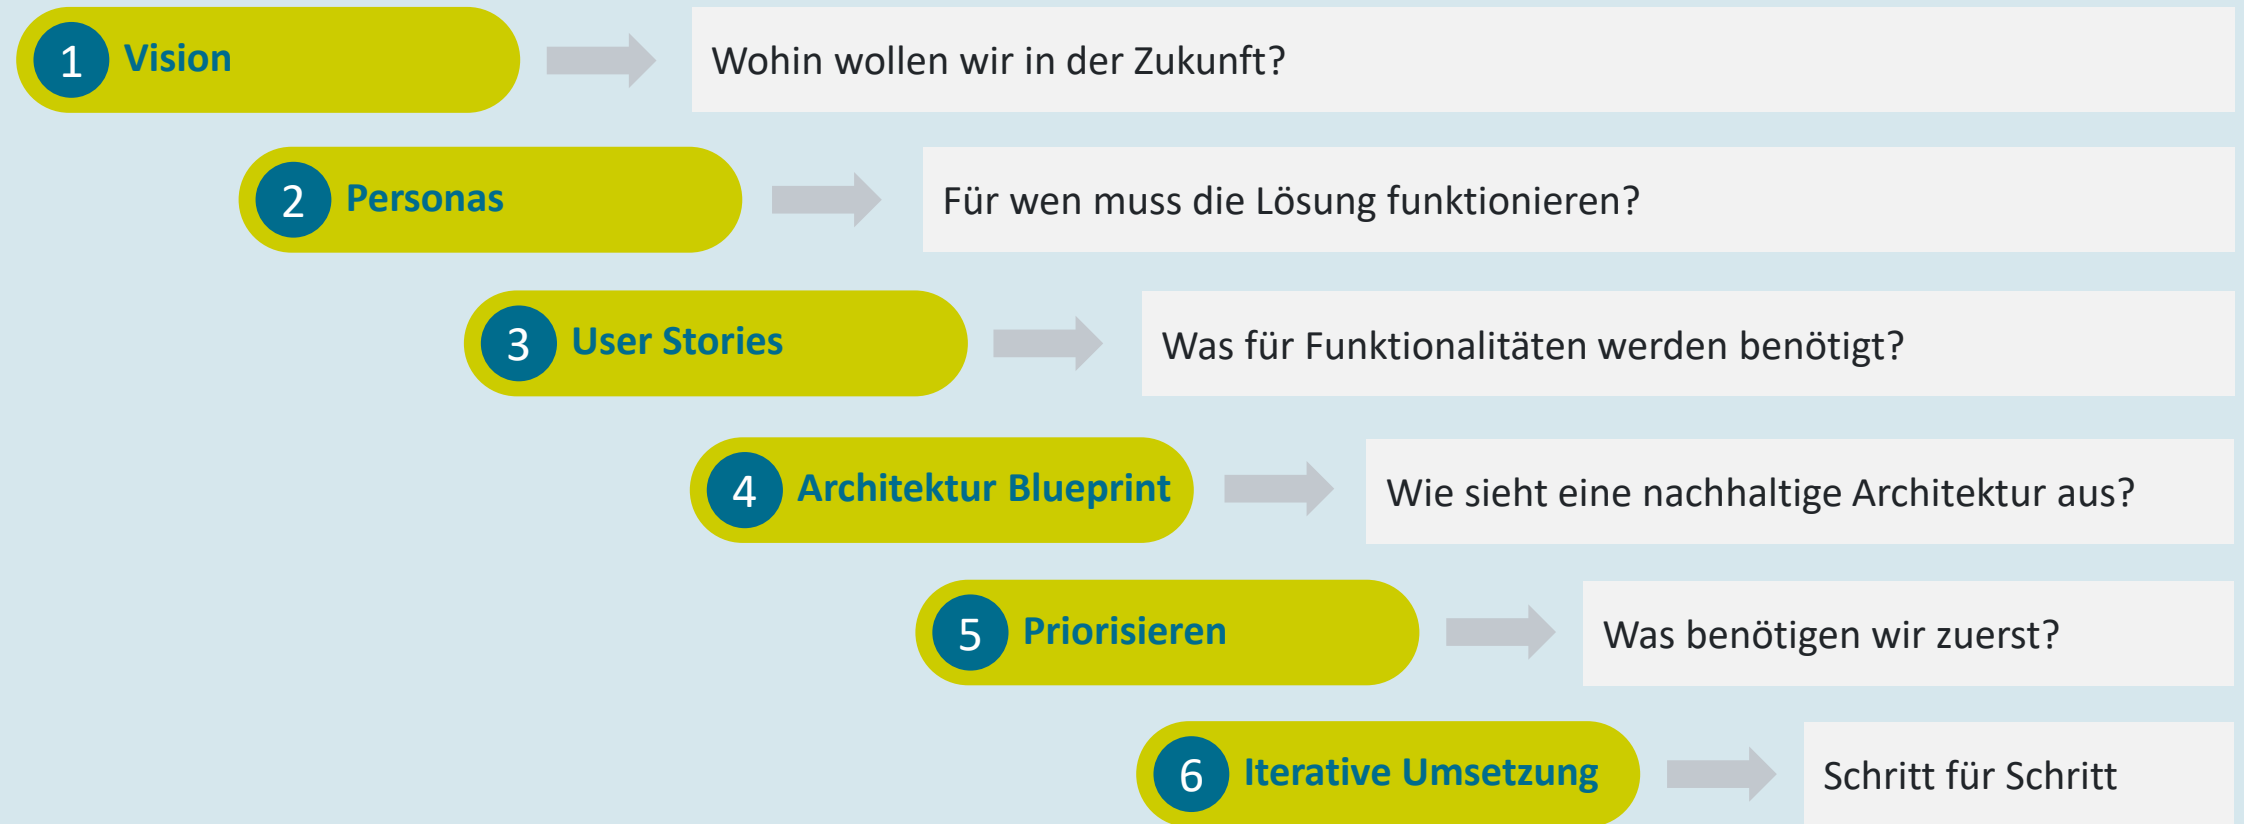 1 Vision
Wohin wollen wir in der Zukunft?
2 Personas
Für wen muss die Lösung funktionieren?
3 User Stories
Was für Funktionalitäten werden benötigt?
4 Architektur Blueprint
Wie sieht eine nachhaltige Architektur aus?
5 Priorisieren
Was benötigen wir zuerst?
6 Iterative Umsetzung
Schritt für Schritt